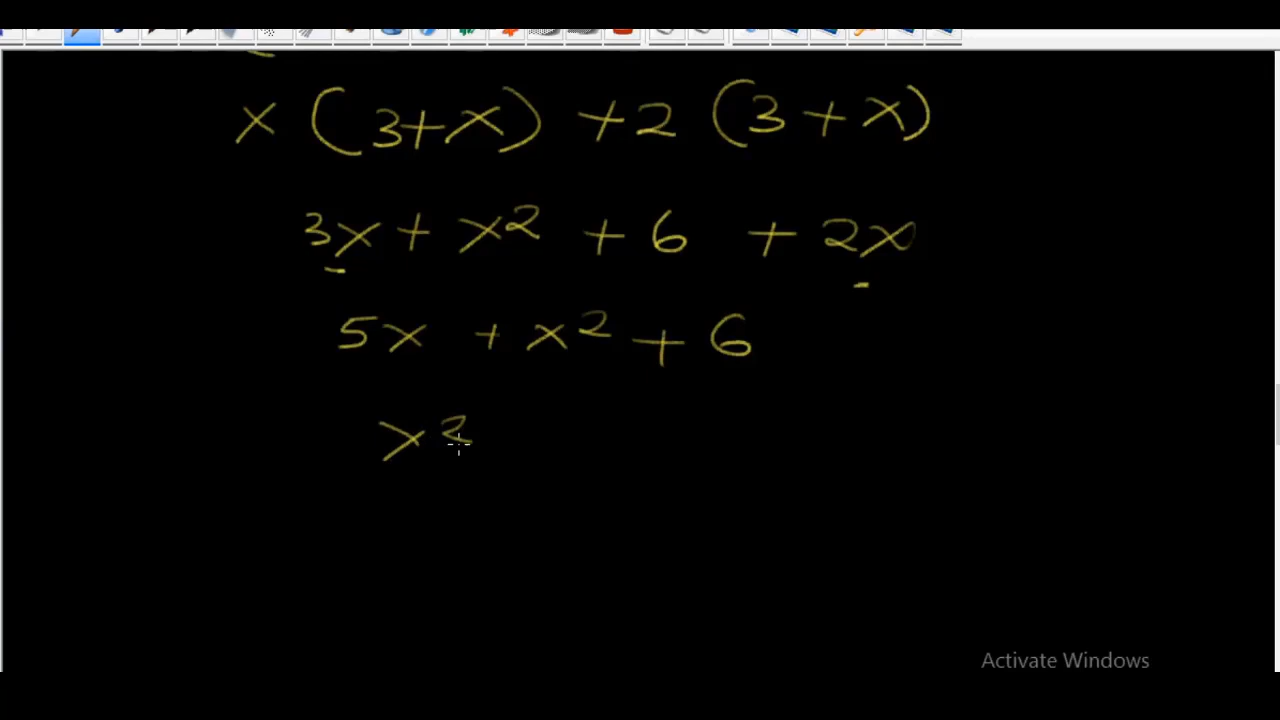 x (3+x) +2 (3 + x)
3x + x2 + 6 + 2x
5x + x2 + 6
x2
Activate Windows